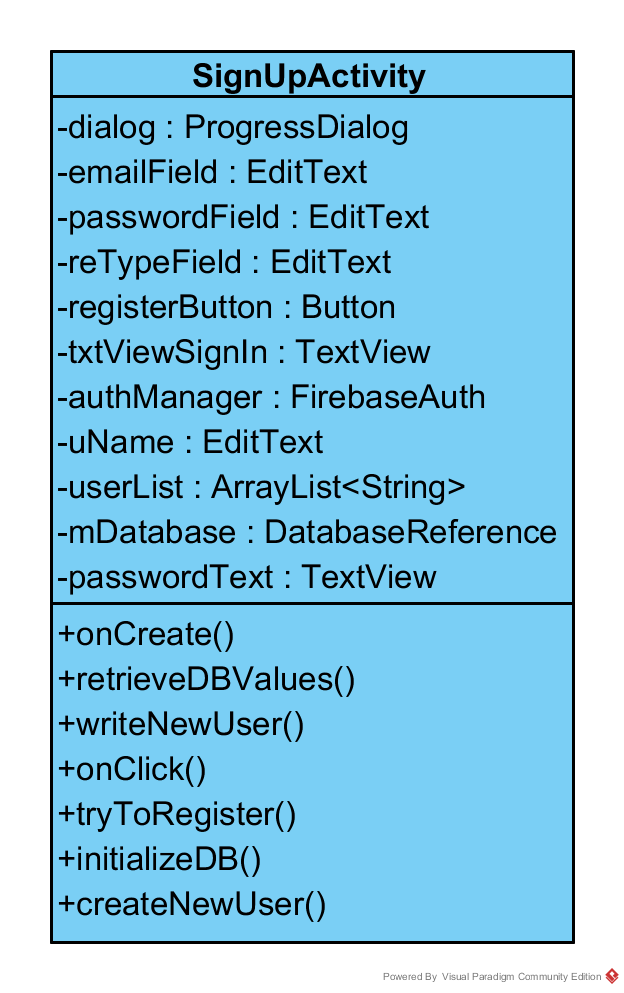 SignUpActivity
-dialog : ProgressDialog
-emailField : EditText
-passwordField : EditText
-reTypeField : EditText
-registerButton : Button
-txtViewSignIn : TextView
-authManager : FirebaseAuth
-uName : EditText
-userList : ArrayList<String>
-mDatabase : DatabaseReference
-passwordText : TextView
+onCreate()
+retrieveDBValues()
+writeNewUser()
+onClick()
+tryToRegister()
+initializeDB()
+createNewUser()
Powered By Visual Paradigm Community Edition